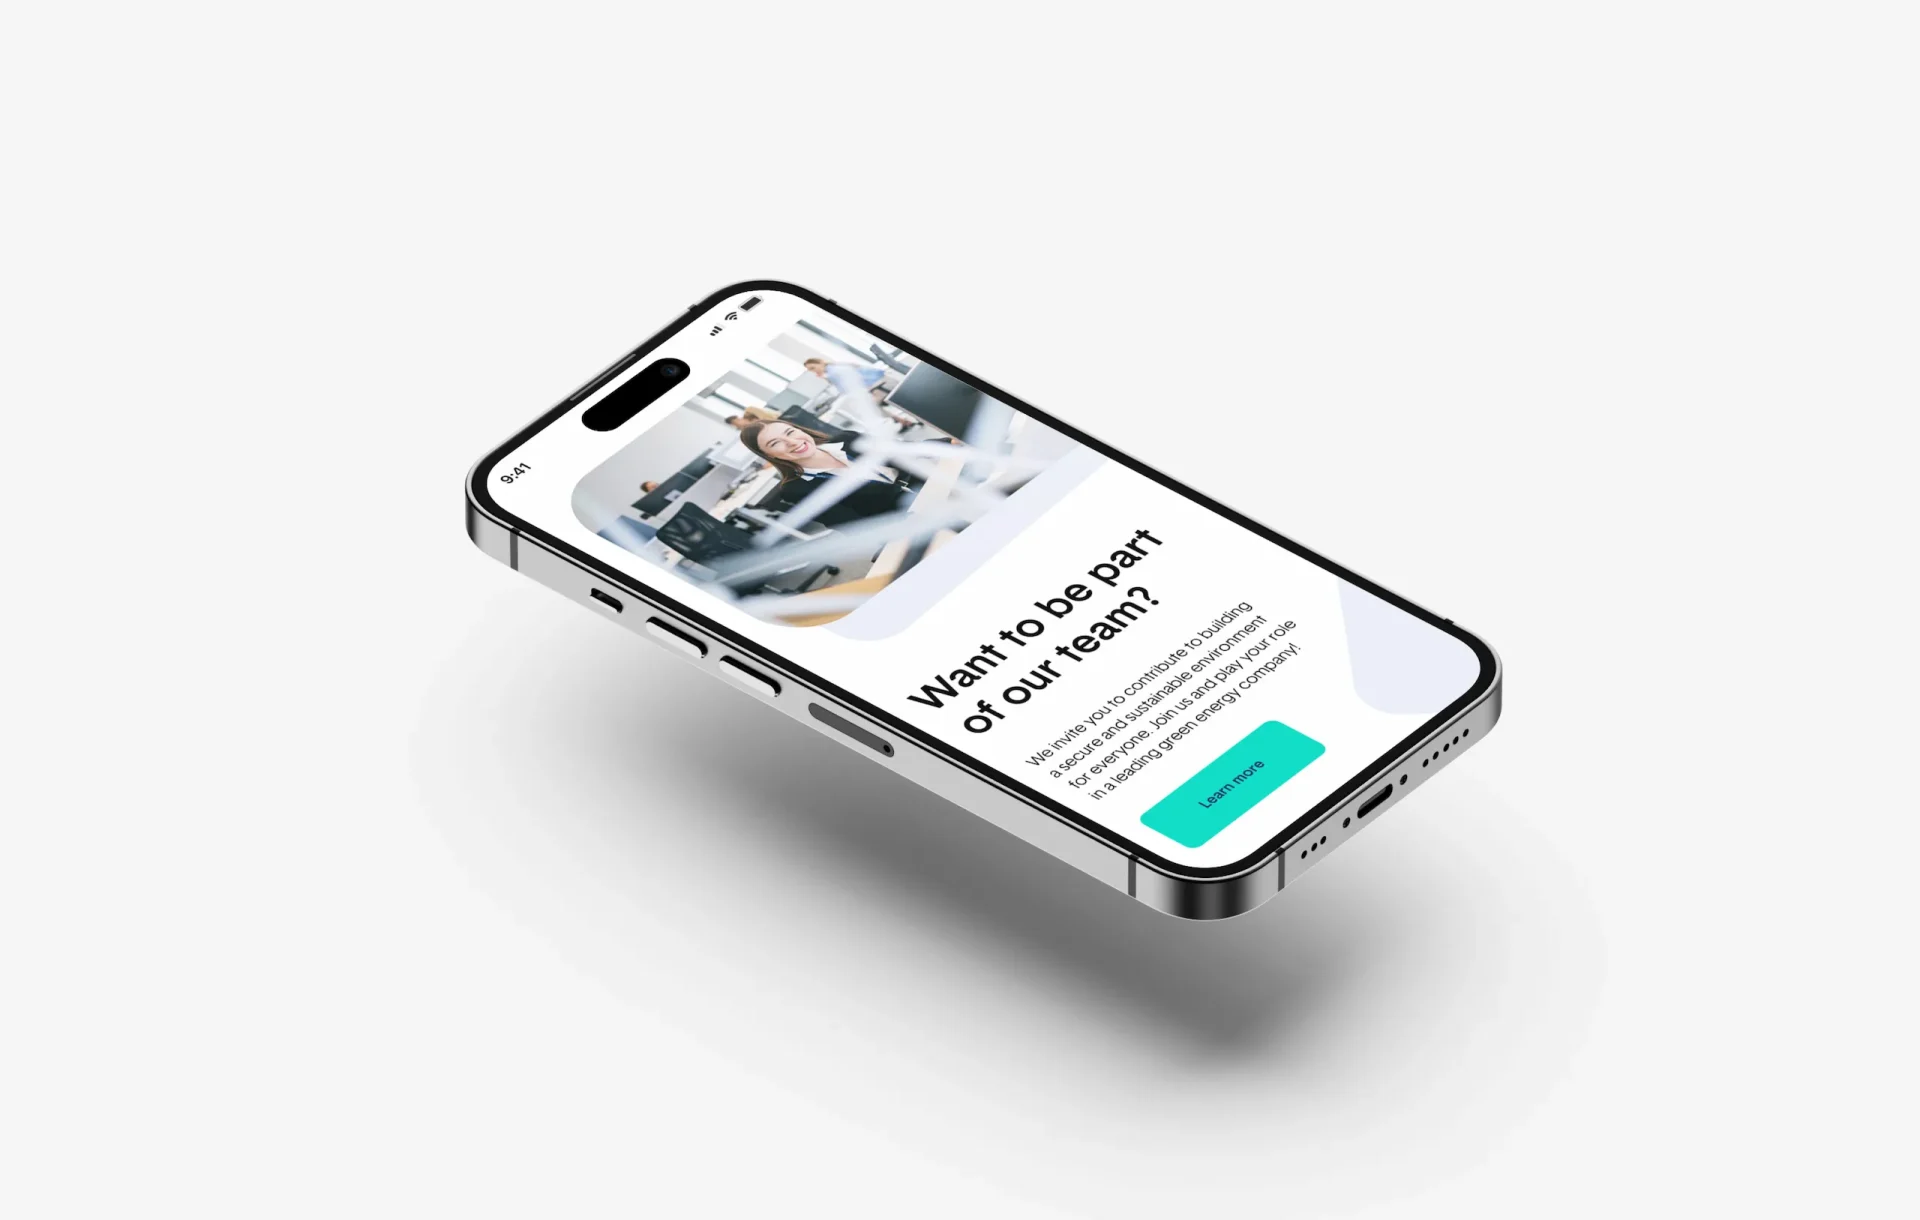 9:41
Want to be part
of our team?
We invite you to contribute to building
a secure and sustainable environment
for everyone. Join us and play your role
in a leading green energy company!
Learn more